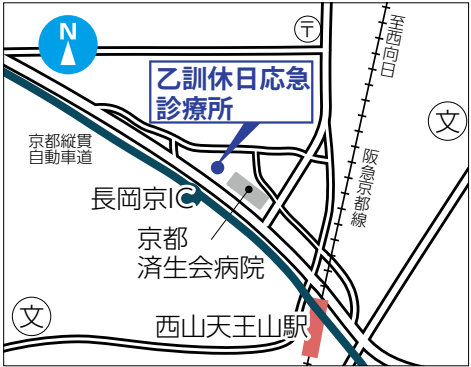 N
〒
至西向日
乙訓休日応急
診療所
文
京都縦貫
自動車道
阪急京都線
長岡京IC
京都
済生会病院
文
西山天王山駅